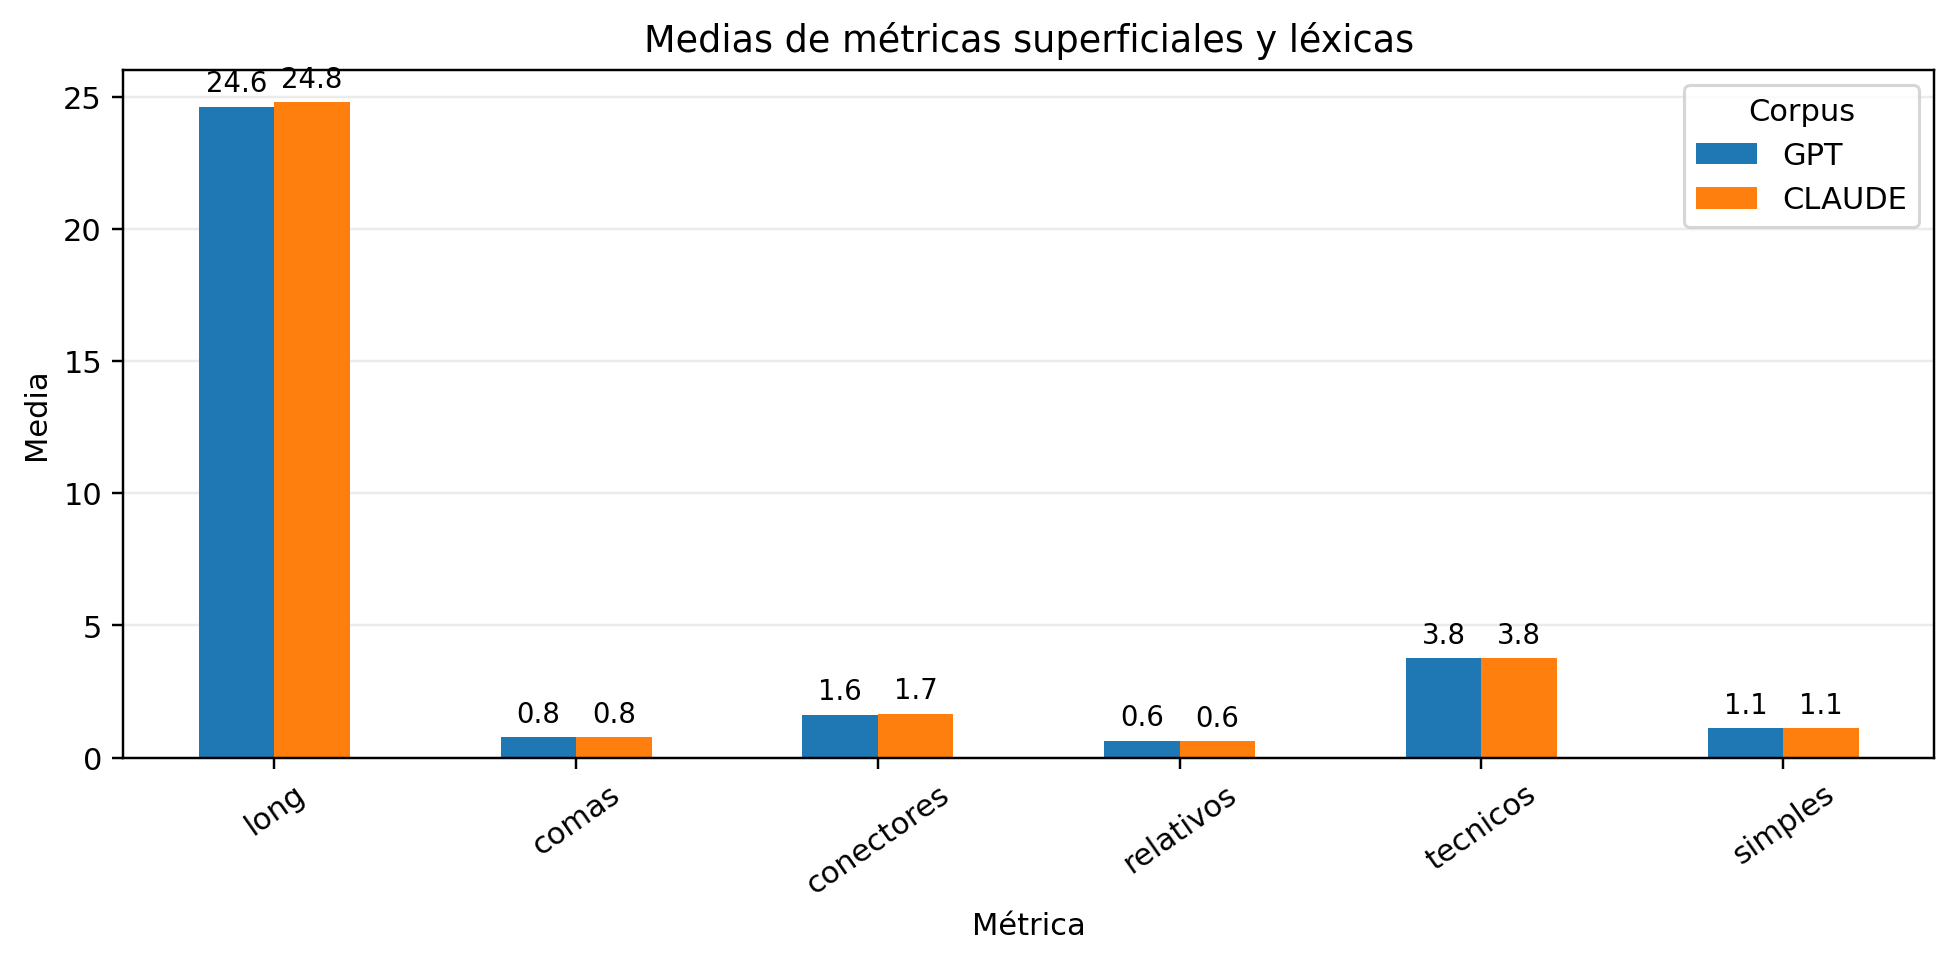 Medias de métricas superficiales y léxicas
24.6 24.8
25
20
15
10
5
0
Media
Corpus
GPT
CLAUDE
0.8 0.8
1.6 1.7
0.6 0.6
3.8 3.8
1.1 1.1
long
comas
conectores
relativos
tecnicos
simples
Métrica